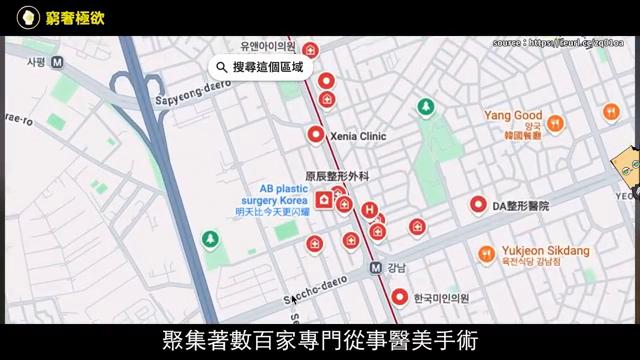 窮奢極欲
source：https://reurl.cc/zq01oa
유앤아이의원
사평
搜尋這個區域
Sapyeong-daero
Yang Good
양국
韓國餐廳
Xenia Clinic
原辰整形外科
AB plastic
surgery Korea
明天比今天更閃耀
DA整形醫院
YEO
Yukjeon Sikdang
육전식당 강남점
강남
Seocho-daero
Se
한국미인의원
聚集著數百家專門從事醫美手術